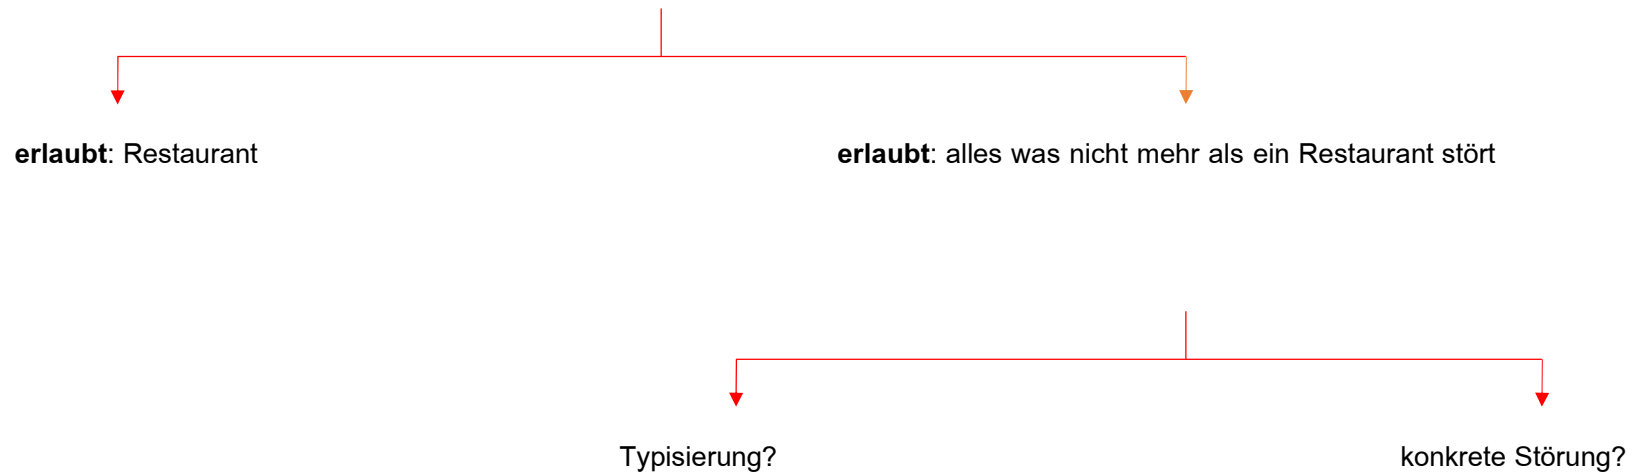 erlaubt: Restaurant
erlaubt: alles was nicht mehr als ein Restaurant stört
Typisierung?
konkrete Störung?